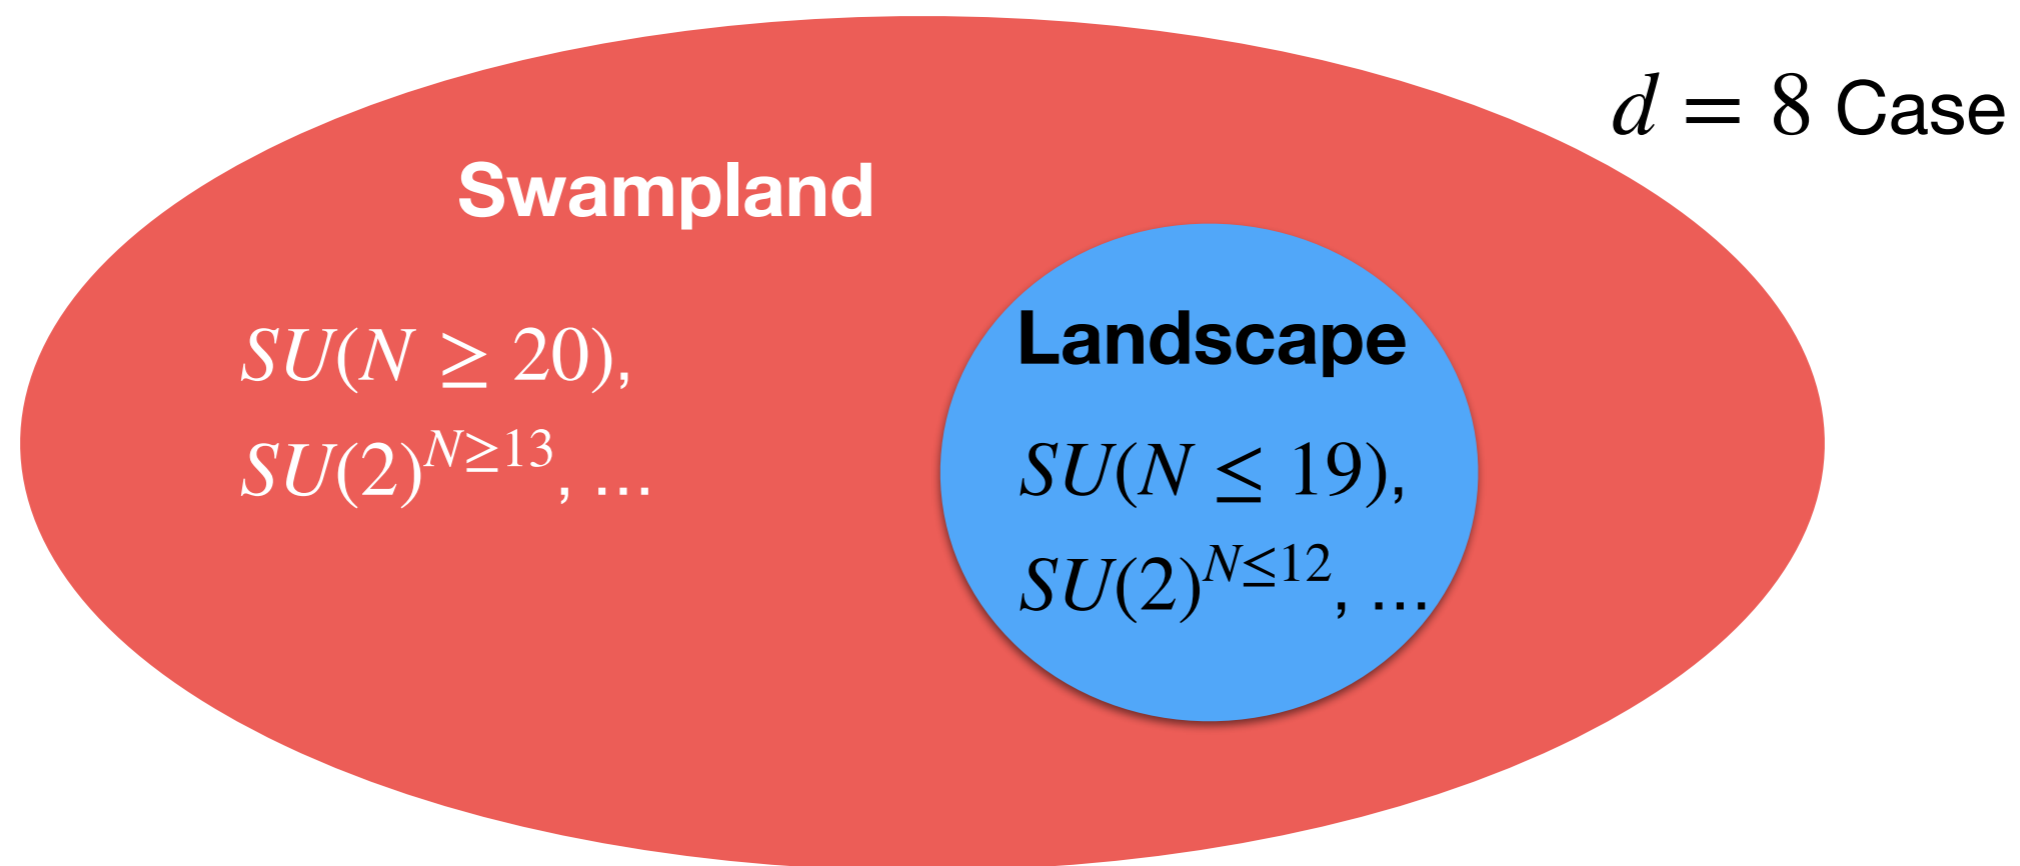 d = 8 Case
Swampland
SU(N ≥ 20),
SU(2)^{N≥13}, ...
Landscape
SU(N ≤ 19),
SU(2)^{N≤12}, ...